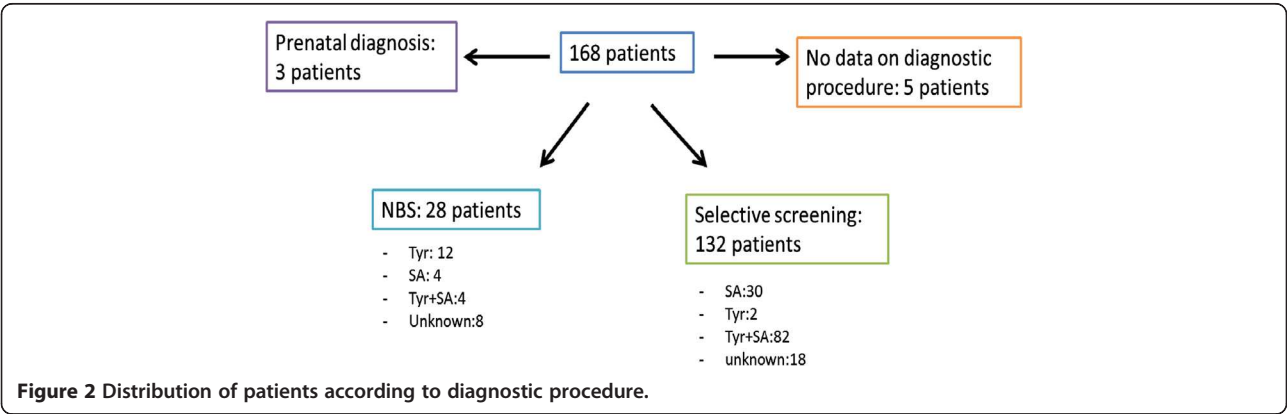 Prenatal diagnosis:
3 patients
168 patients
No data on diagnostic
procedure: 5 patients
NBS: 28 patients
- Tyr: 12
- SA: 4
- Tyr+SA:4
- Unknown:8
Selective screening:
132 patients
- SA:30
- Tyr:2
- Tyr+SA:82
- unknown:18
Figure 2 Distribution of patients according to diagnostic procedure.